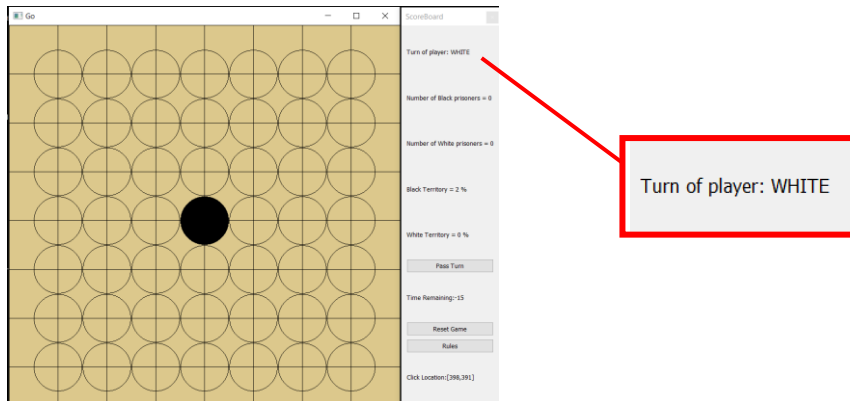 Go
ScoreBoard
Turn of player: WHITE
Number of Black prisoners = 0
Number of White prisoners = 0
Black Territory = 2 %
White Territory = 0 %
Pass Turn
Time Remaining:-15
Reset Game
Rules
Click Location:[398,391]
Turn of player: WHITE